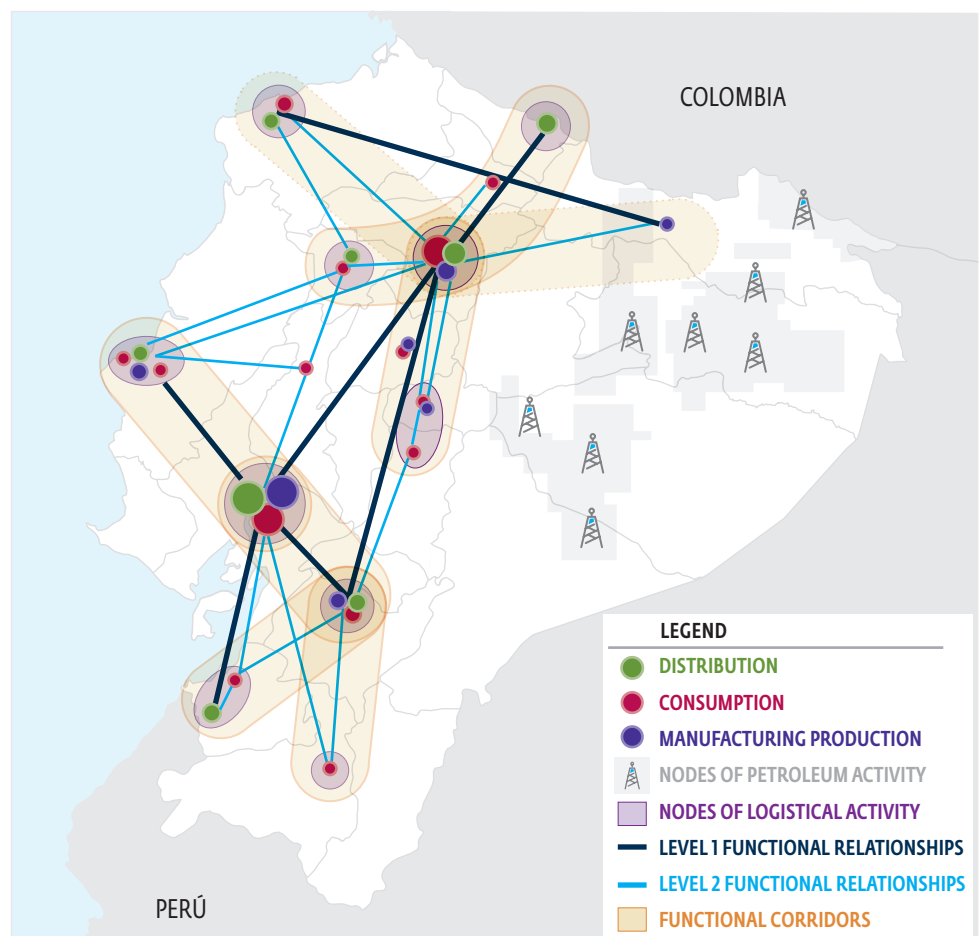 COLOMBIA
PERÚ
LEGEND
DISTRIBUTION
CONSUMPTION
MANUFACTURING PRODUCTION
NODES OF PETROLEUM ACTIVITY
NODES OF LOGISTICAL ACTIVITY
LEVEL 1 FUNCTIONAL RELATIONSHIPS
LEVEL 2 FUNCTIONAL RELATIONSHIPS
FUNCTIONAL CORRIDORS